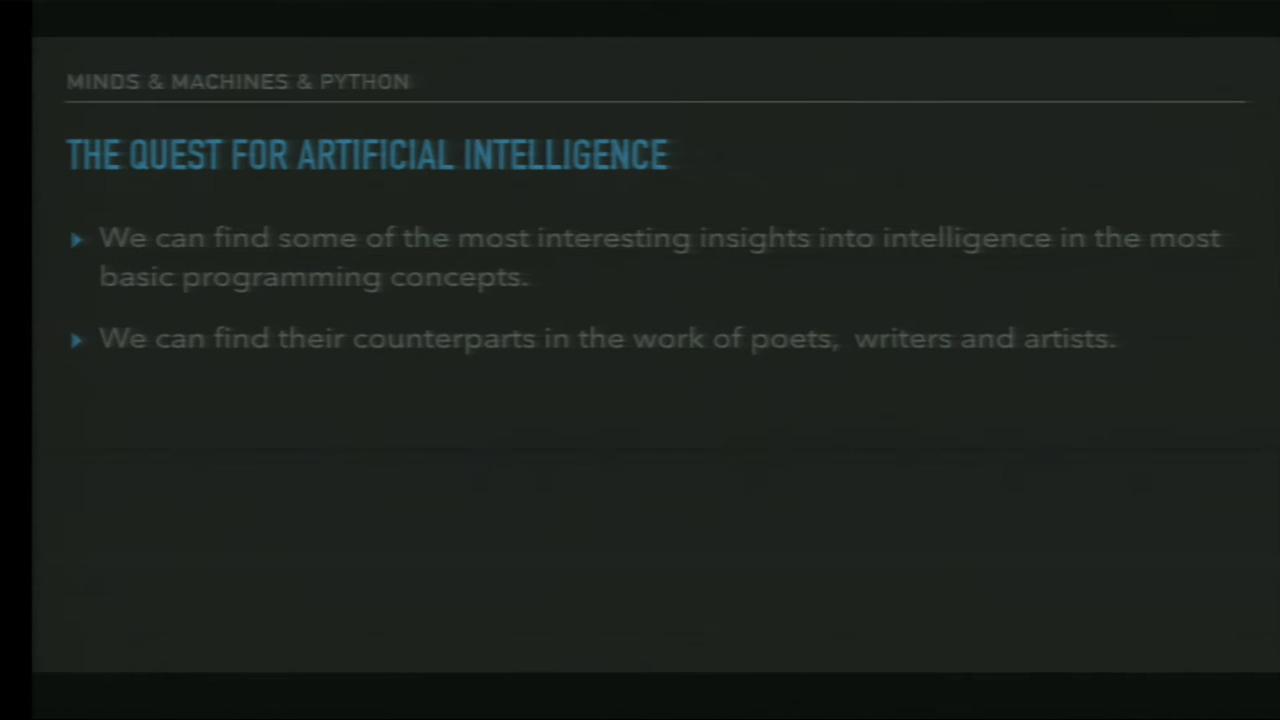 MINDS & MACHINES & PYTHON
THE QUEST FOR ARTIFICIAL INTELLIGENCE
We can find some of the most interesting insights into intelligence in the most
basic programming concepts.
We can find their counterparts in the work of poets, writers and artists.